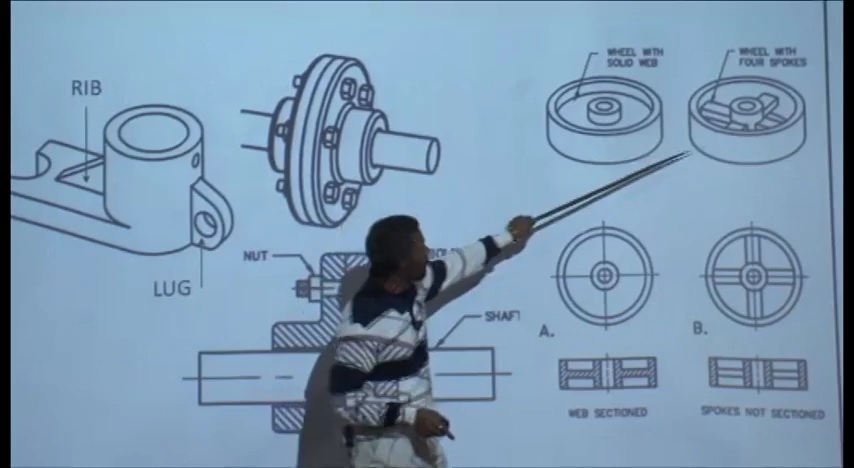 RIB
LUG
NUT
SHAFT
WHEEL WITH
SOLID WEB
WHEEL WITH
FOUR SPOKES
A.
B.
WEB SECTIONED
SPOKES NOT SECTIONED